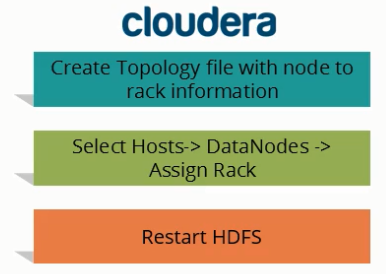 cloudera
Create Topology file with node to
rack information
Select Hosts-> DataNodes ->
Assign Rack
Restart HDFS